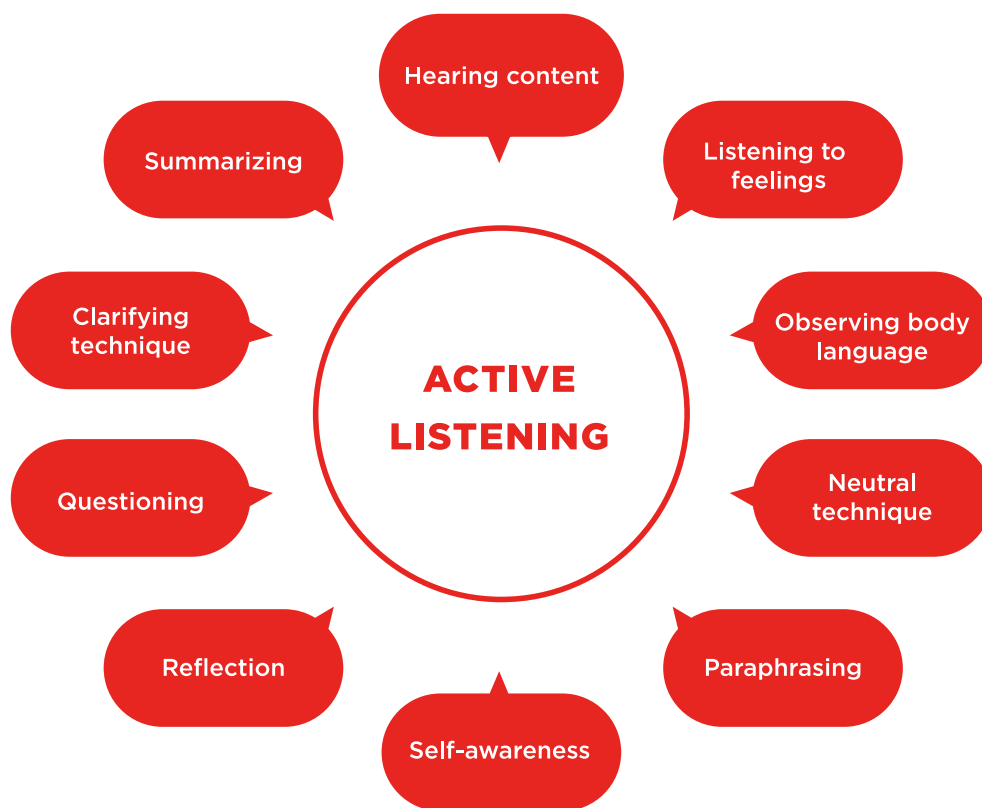 Hearing content
Listening to
feelings
Observing body
language
Neutral
technique
Paraphrasing
Self-awareness
Reflection
Questioning
Clarifying
technique
Summarizing
ACTIVE
LISTENING